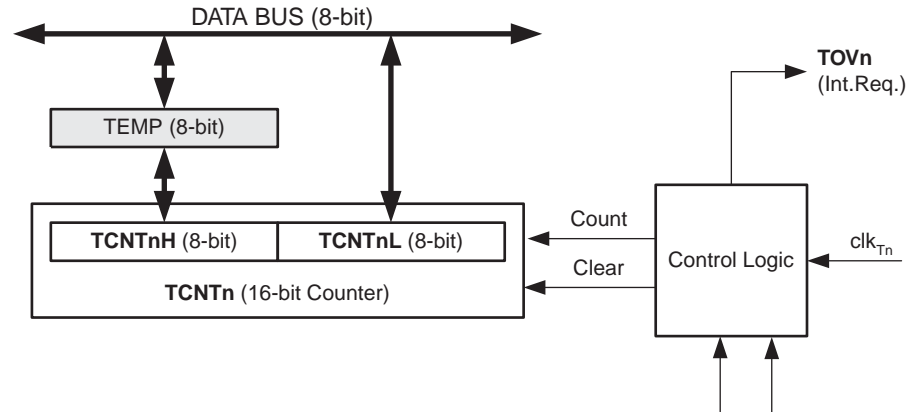 DATA BUS (8-bit)
TOVn
(Int.Req.)
TEMP (8-bit)
TCNTnH (8-bit)
TCNTnL (8-bit)
TCNTn (16-bit Counter)
Count
Clear
Control Logic
clkTn